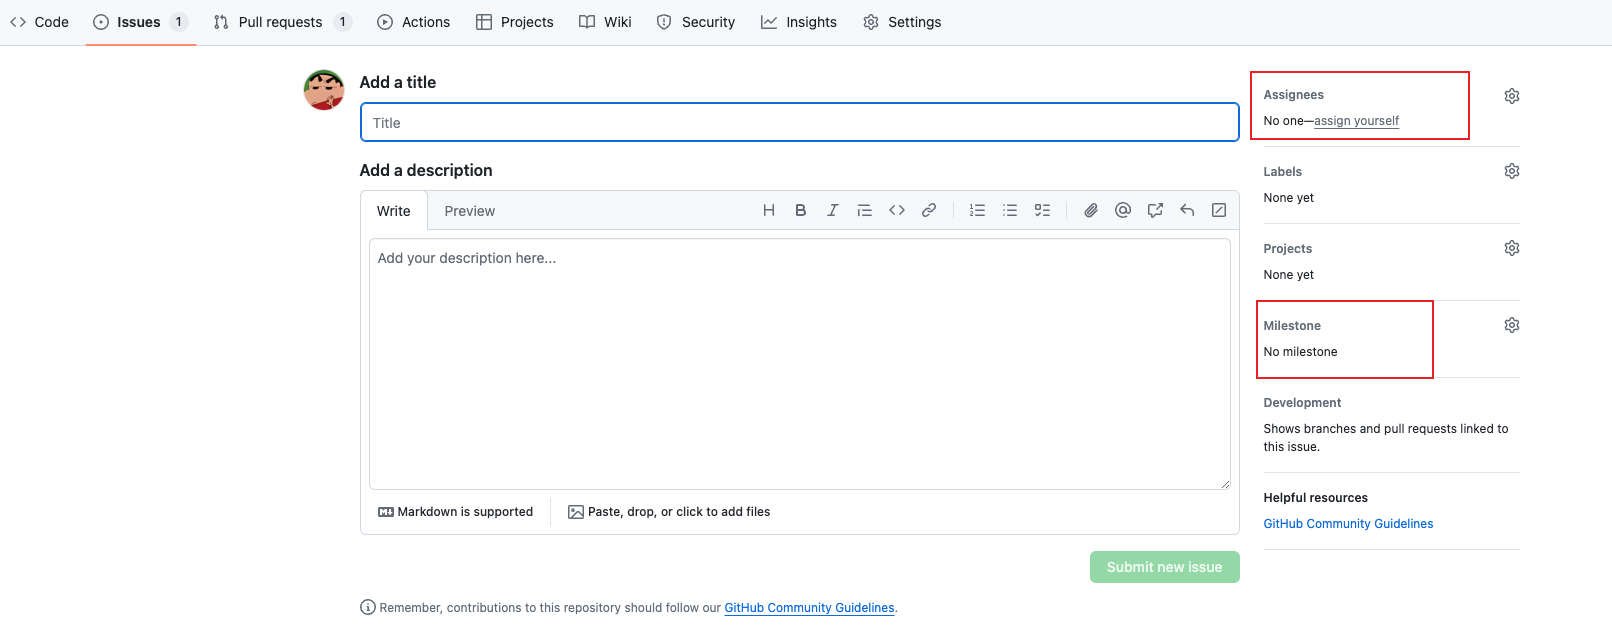 Code Issues 1 Pull requests 1 Actions Projects Wiki Security Insights Settings
Add a title
Title
Add a description
Write Preview
Add your description here...
Markdown is supported Paste, drop, or click to add files
Submit new issue
Remember, contributions to this repository should follow our GitHub Community Guidelines.
Assignees
No one—assign yourself
Labels
None yet
Projects
None yet
Milestone
No milestone
Development
Shows branches and pull requests linked to
this issue.
Helpful resources
GitHub Community Guidelines